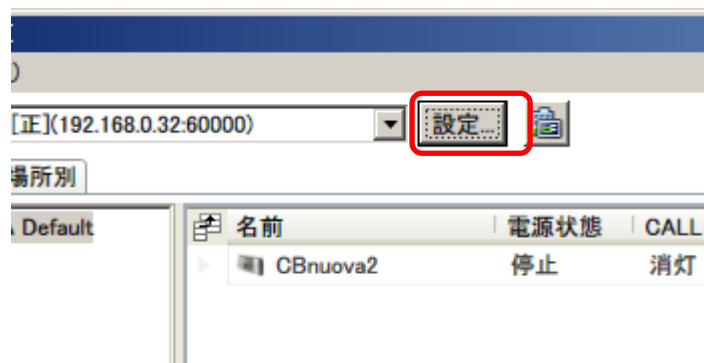 )
[正](192.168.0.32:60000) 設定...
場所別
Default 名前 電源状態 CALL
CBnuova2 停止 消灯